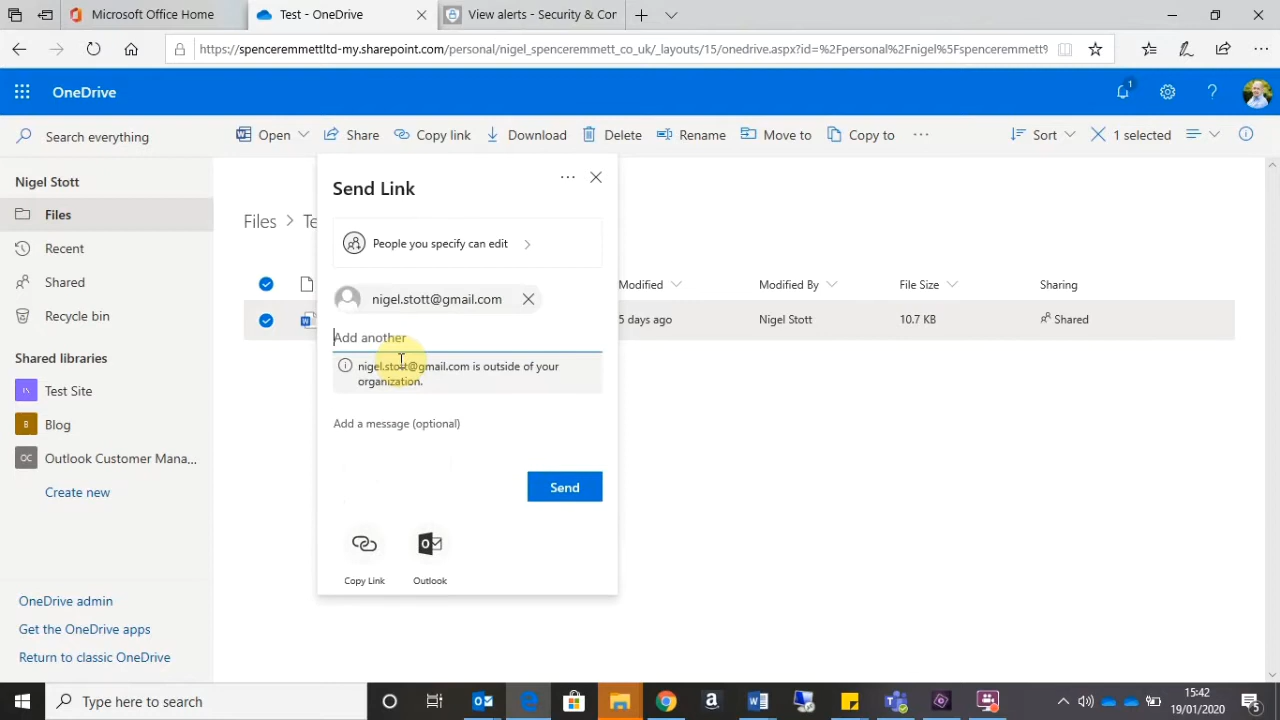 Microsoft Office Home
Test - OneDrive
View alerts - Security & Con
https://spenceremmettltd-my.sharepoint.com/personal/nigel_spenceremmett_co_uk/_layouts/15/onedrive.aspx?id=%2Fpersonal%2Fnigel%5Fspenceremmett%
OneDrive
1
?
Search everything
Open
Share
Copy link
Download
Delete
Rename
Move to
Copy to
Sort
1 selected
Nigel Stott
Files
Recent
Shared
Recycle bin
Shared libraries
Test Site
B
Blog
OC
Outlook Customer Mana...
Create new
OneDrive admin
Get the OneDrive apps
Return to classic OneDrive
Files > Te
Modified
Modified By
File Size
Sharing
5 days ago
Nigel Stott
10.7 KB
Shared
Send Link
People you specify can edit
nigel.stott@gmail.com
Add another
nigel.stott@gmail.com is outside of your
organization.
Add a message (optional)
Send
Copy Link
Outlook
Type here to search
15:42
19/01/2020
5